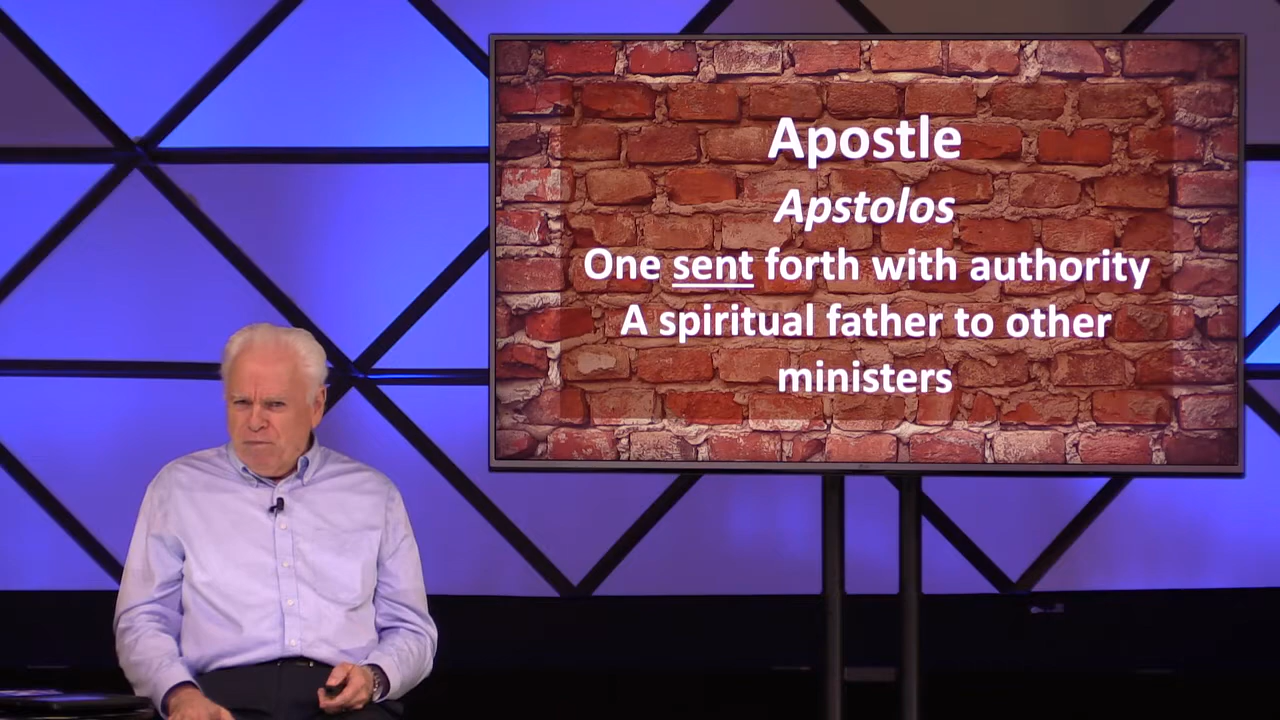 Apostle
Apstolos
One sent forth with authority
A spiritual father to other
ministers